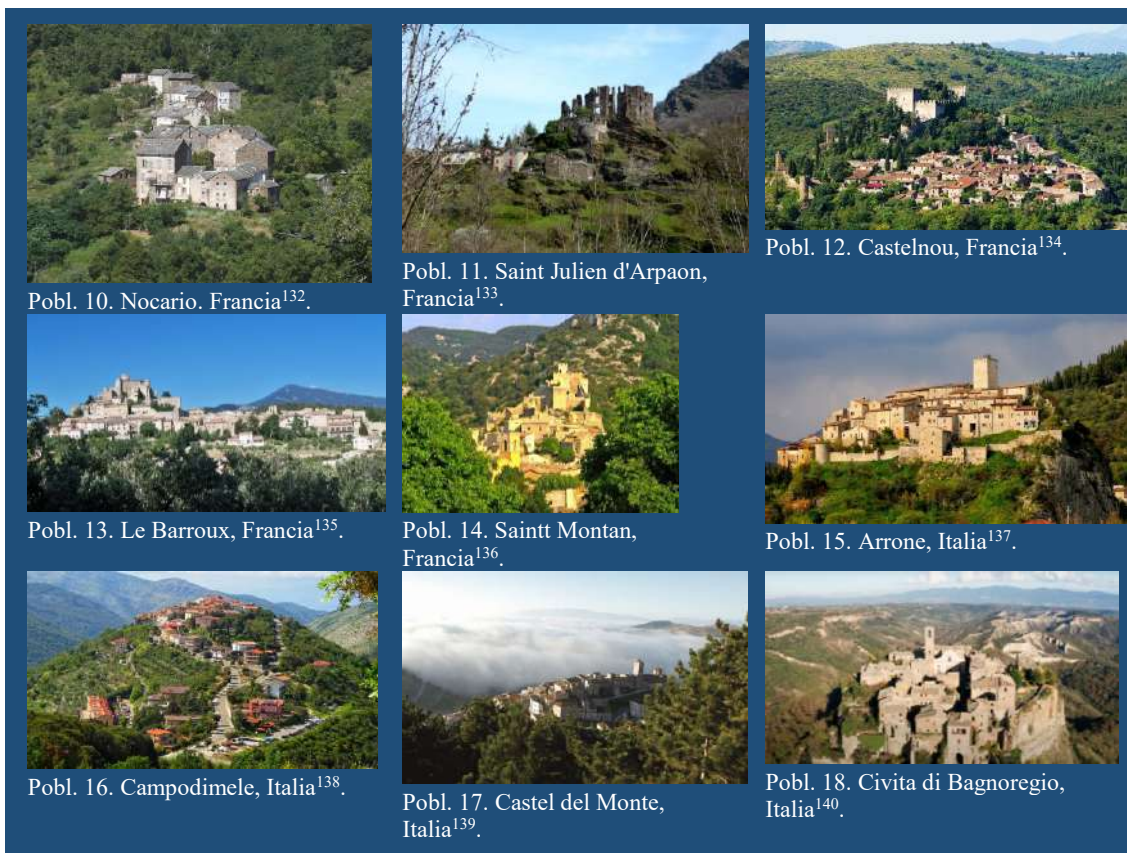 Pobl. 10. Nocario. Francia¹³².
Pobl. 11. Saint Julien d'Arpaon,
Francia¹³³.
Pobl. 12. Castelnou, Francia¹³⁴.
Pobl. 13. Le Barroux, Francia¹³⁵.
Pobl. 14. Saintt Montan,
Francia¹³⁶.
Pobl. 15. Arrone, Italia¹³⁷.
Pobl. 16. Campodimele, Italia¹³⁸.
Pobl. 17. Castel del Monte,
Italia¹³⁹.
Pobl. 18. Civita di Bagnoregio,
Italia¹⁴⁰.